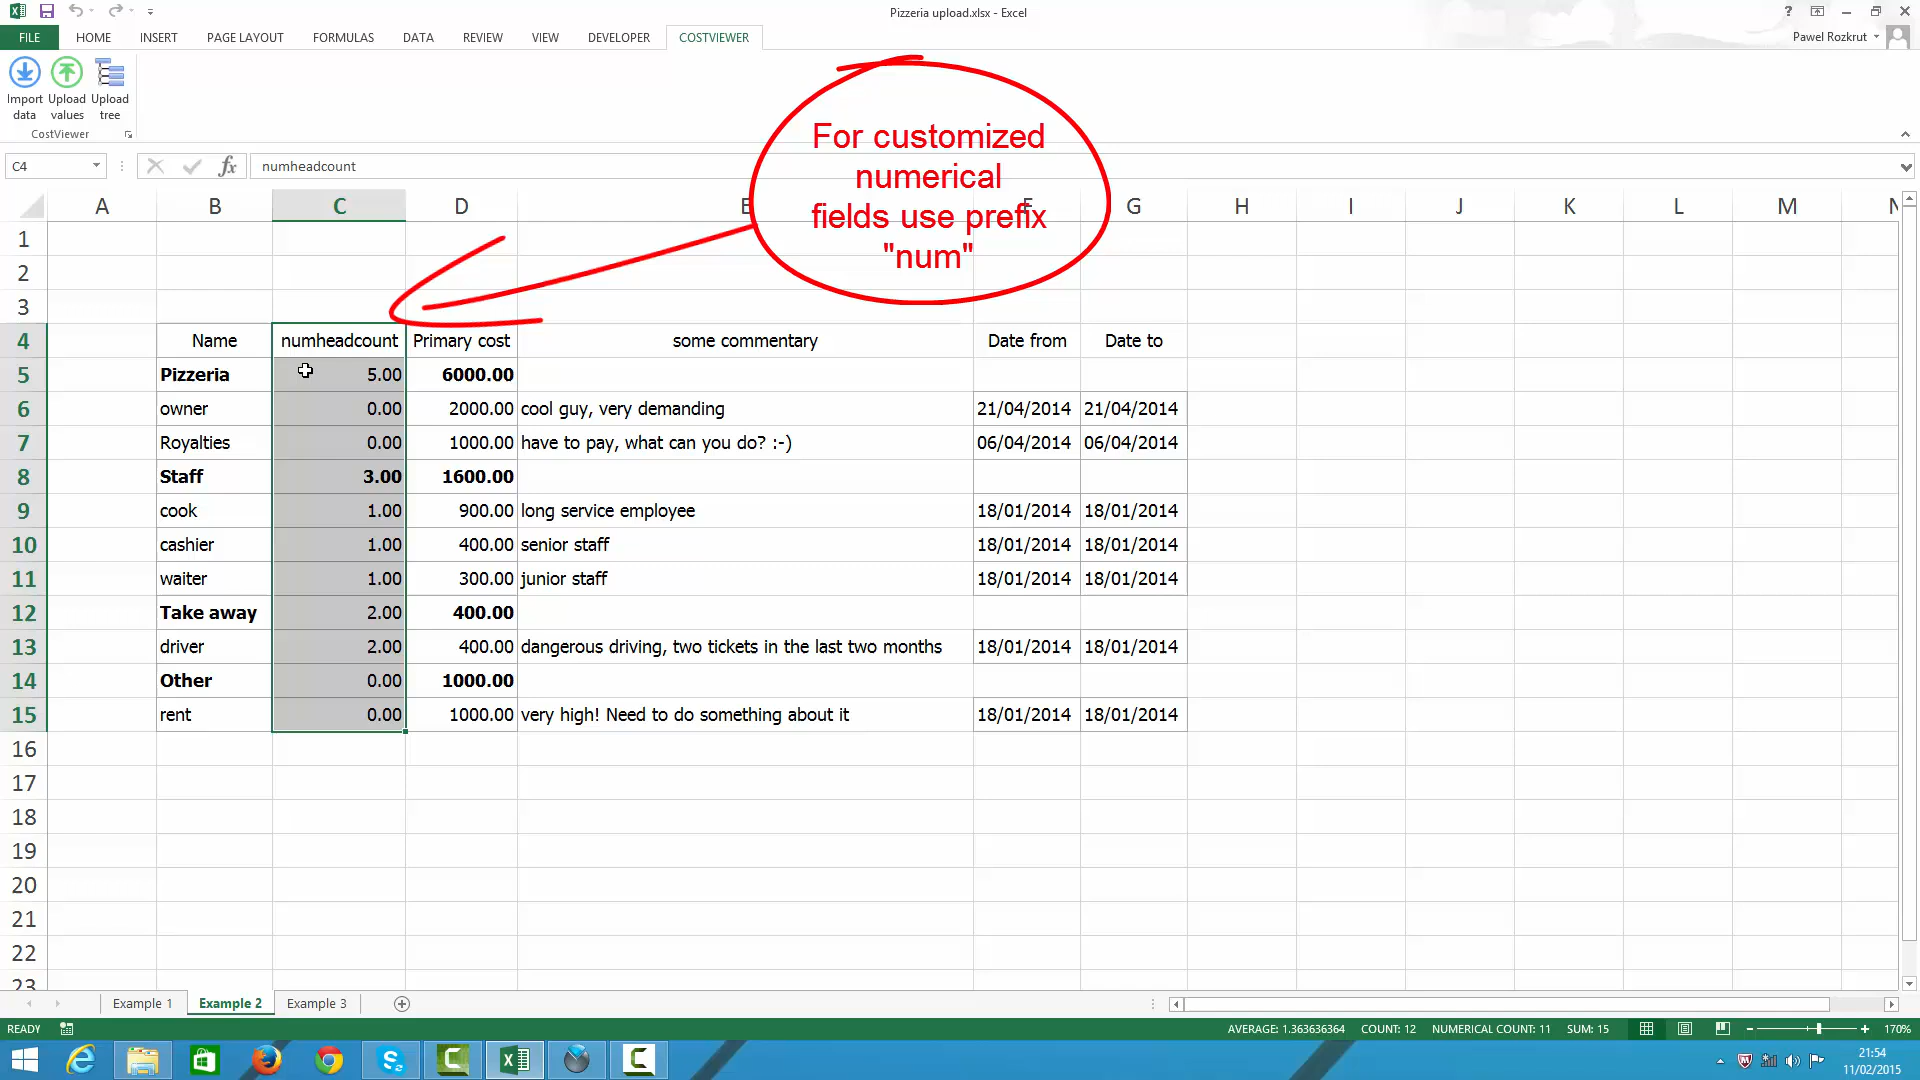 Pizzeria upload.xlsx - Excel
?
FILE HOME INSERT PAGE LAYOUT FORMULAS DATA REVIEW VIEW DEVELOPER COSTVIEWER
Pawel Rozkrut
Import data
Upload values
Upload tree
CostViewer
For customized
numerical
fields use prefix
"num"
C4 fx numheadcount
A B C D E F G H I J K L M N
1
2
3
4 Name numheadcount Primary cost some commentary Date from Date to
5 Pizzeria 5.00 6000.00
6 owner 0.00 2000.00 cool guy, very demanding 21/04/2014 21/04/2014
7 Royalties 0.00 1000.00 have to pay, what can you do? :-) 06/04/2014 06/04/2014
8 Staff 3.00 1600.00
9 cook 1.00 900.00 long service employee 18/01/2014 18/01/2014
10 cashier 1.00 400.00 senior staff 18/01/2014 18/01/2014
11 waiter 1.00 300.00 junior staff 18/01/2014 18/01/2014
12 Take away 2.00 400.00
13 driver 2.00 400.00 dangerous driving, two tickets in the last two months 18/01/2014 18/01/2014
14 Other 0.00 1000.00
15 rent 0.00 1000.00 very high! Need to do something about it 18/01/2014 18/01/2014
16
17
18
19
20
21
22
23
Example 1 Example 2 Example 3
READY AVERAGE: 1.363636364 COUNT: 12 NUMERICAL COUNT: 11 SUM: 15 170%
21:54
11/02/2015